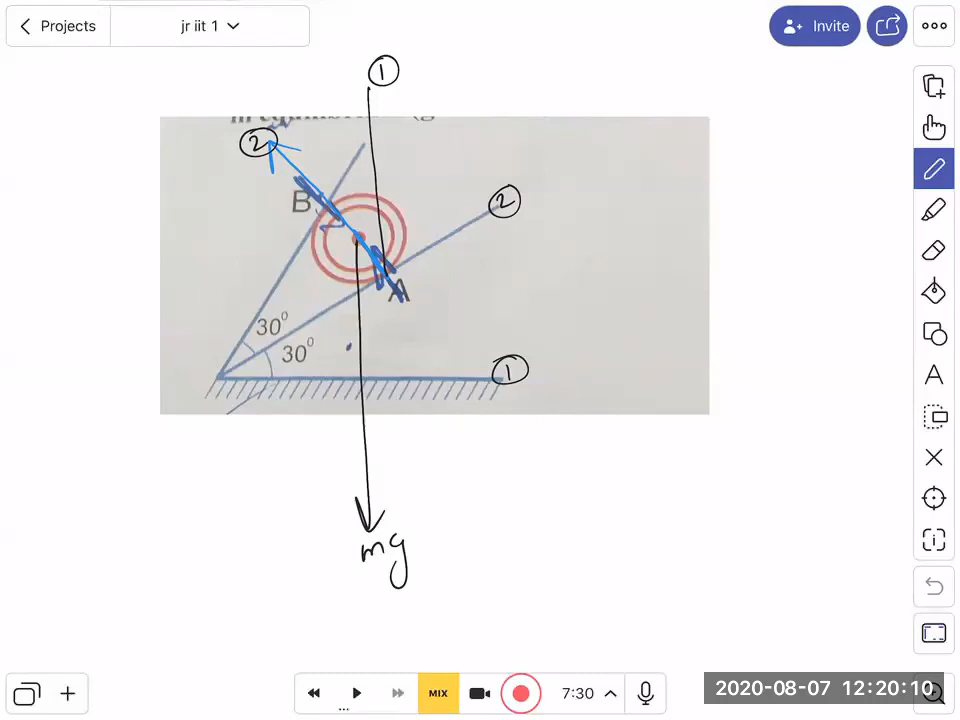 Projects
jr iit 1
Invite
1
2
B
2
A
30°
30°
1
mg
MIX
7:30
2020-08-07 12:20:10